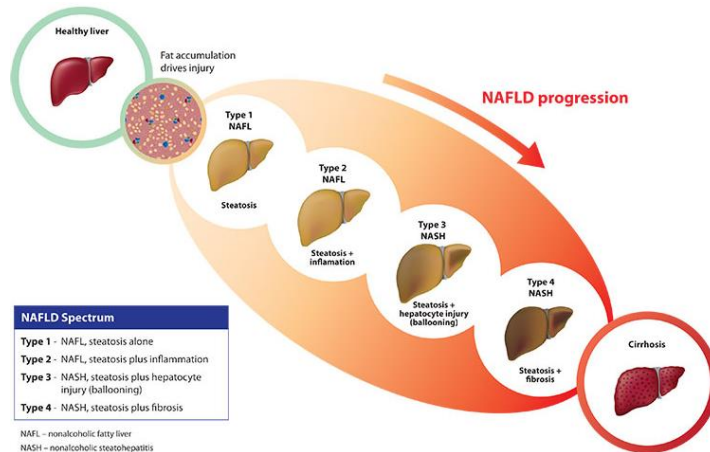 Healthy liver
Fat accumulation
drives injury
NAFLD progression
Type 1
NAFL
Steatosis
Type 2
NAFL
Steatosis +
inflamation
Type 3
NASH
Steatosis +
hepatocyte injury
(ballooning)
Type 4
NASH
Steatosis +
fibrosis
Cirrhosis
NAFLD Spectrum
Type 1 - NAFL, steatosis alone
Type 2 - NAFL, steatosis plus inflammation
Type 3 - NASH, steatosis plus hepatocyte
injury (ballooning)
Type 4 - NASH, steatosis plus fibrosis
NAFL – nonalcoholic fatty liver
NASH – nonalcoholic steatohepatitis